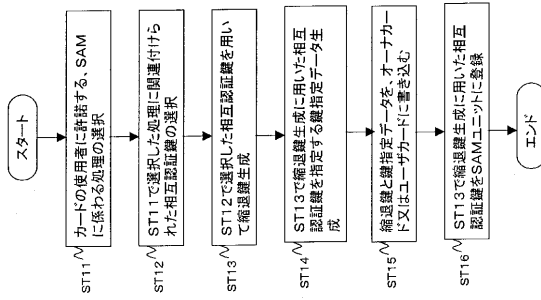 スタート
ST11
カードの使用者に許諾する、SAM
に係わる処理の選択
ST12
ST11で選択した処理に関連付けら
れた相互認証鍵の選択
ST13
ST12で選択した相互認証鍵を用い
て縮退鍵生成
ST14
ST13で縮退鍵生成に用いた相互
認証鍵を指定する鍵指定データ生
成
ST15
縮退鍵と鍵指定データを、オーナカー
ド又はユーザカードに書き込む
ST16
ST13で縮退鍵生成に用いた相互
認証鍵をSAMユニットに登録
エンド